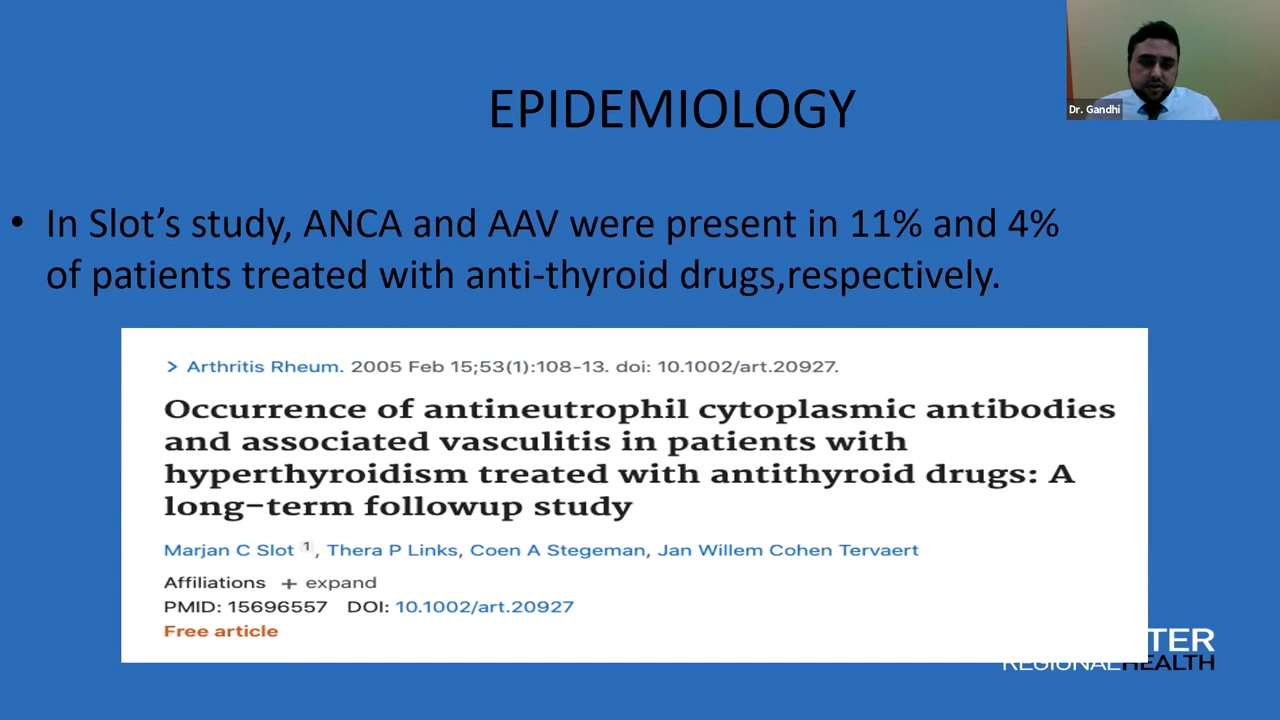 EPIDEMIOLOGY
Dr. Gandhi
• In Slot’s study, ANCA and AAV were present in 11% and 4%
of patients treated with anti-thyroid drugs,respectively.
> Arthritis Rheum. 2005 Feb 15;53(1):108-13. doi: 10.1002/art.20927.
Occurrence of antineutrophil cytoplasmic antibodies
and associated vasculitis in patients with
hyperthyroidism treated with antithyroid drugs: A
long-term followup study
Marjan C Slot 1, Thera P Links, Coen A Stegeman, Jan Willem Cohen Tervaert
Affiliations + expand
PMID: 15696557 DOI: 10.1002/art.20927
Free article
TER
REGIONALHEALTH